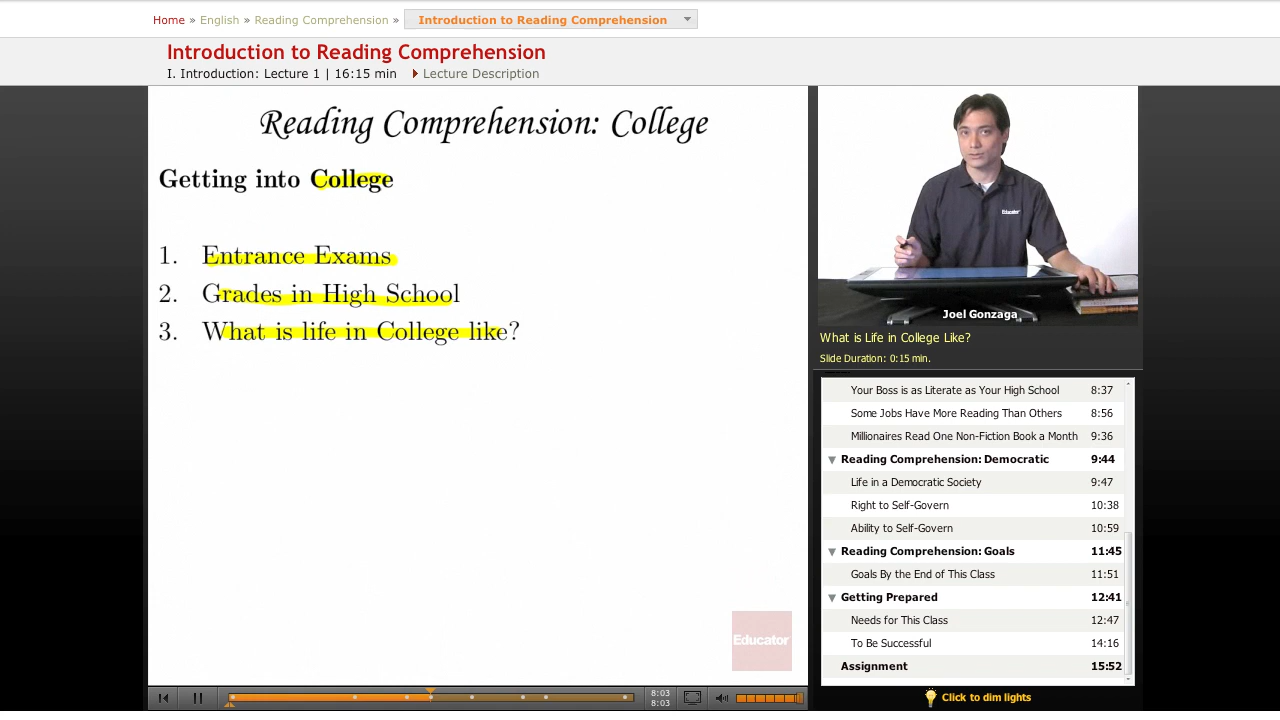 Home » English » Reading Comprehension » Introduction to Reading Comprehension
Introduction to Reading Comprehension
I. Introduction: Lecture 1 | 16:15 min Lecture Description
Reading Comprehension: College
Getting into College
1. Entrance Exams
2. Grades in High School
3. What is life in College like?
Educator
Educator
Joel Gonzaga
What is Life in College Like?
Slide Duration: 0:15 min.
Your Boss is as Literate as Your High School 8:37
Some Jobs Have More Reading Than Others 8:56
Millionaires Read One Non-Fiction Book a Month 9:36
Reading Comprehension: Democratic 9:44
Life in a Democratic Society 9:47
Right to Self-Govern 10:38
Ability to Self-Govern 10:59
Reading Comprehension: Goals 11:45
Goals By the End of This Class 11:51
Getting Prepared 12:41
Needs for This Class 12:47
To Be Successful 14:16
Assignment 15:52
8:03
8:03
Click to dim lights